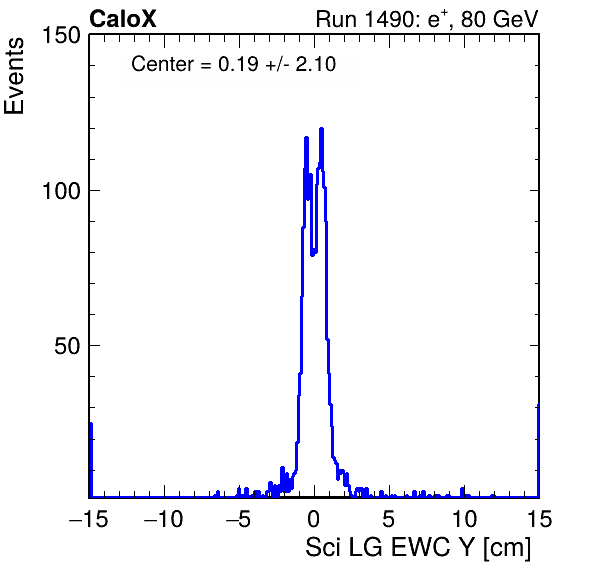 CaloX Run 1490: e⁺, 80 GeV
Events
150
100
50
Center = 0.19 +/- 2.10
−15 −10 −5 0 5 10 15
Sci LG EWC Y [cm]